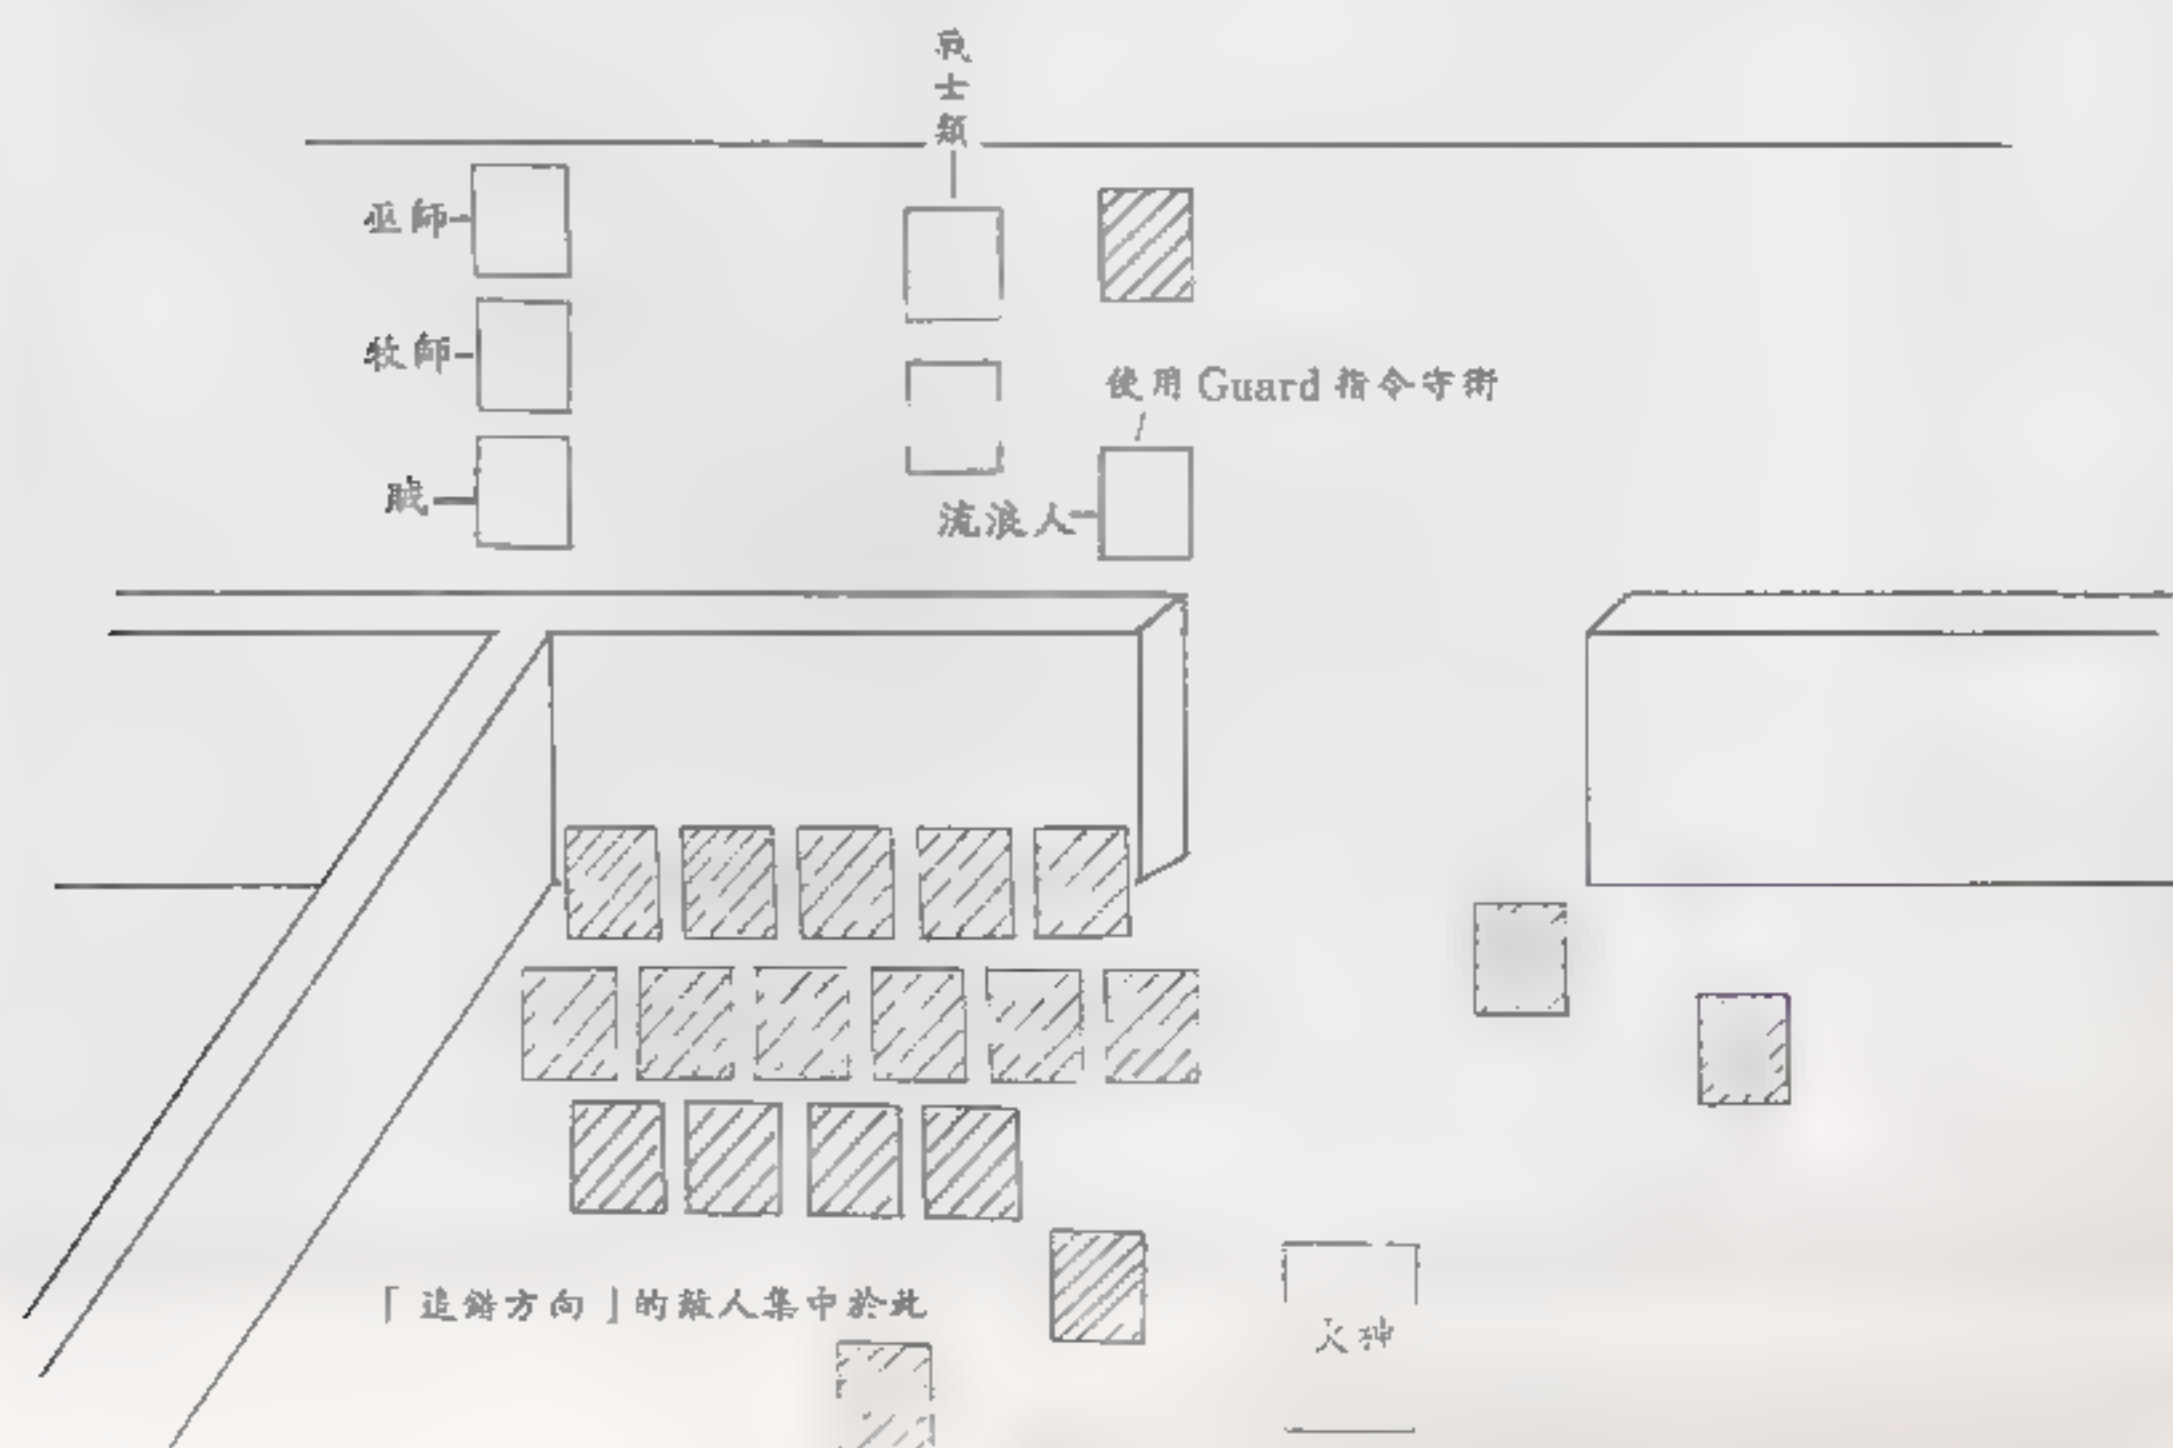 戰士類
巫師
牧師
使用 Guard 指令守衛
賊
流浪人
「追蹤方向」的敵人集中於此
火神